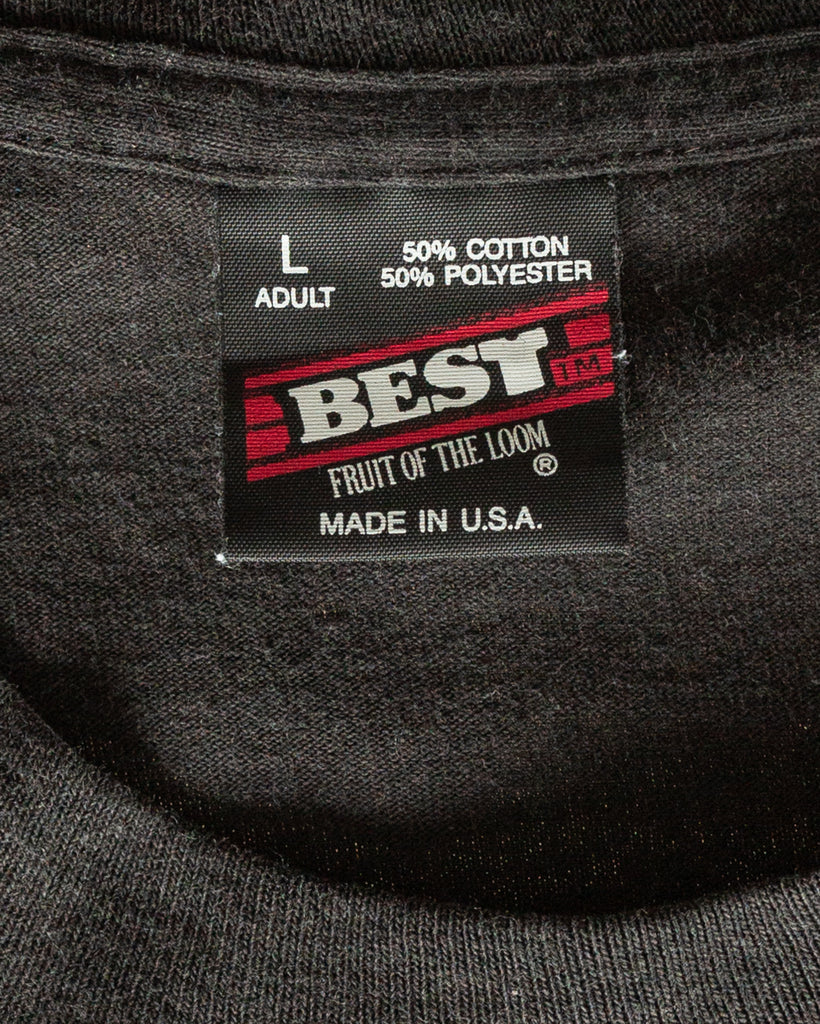 L
ADULT
50% COTTON
50% POLYESTER
BEST TM
FRUIT OF THE LOOM
®
MADE IN U.S.A.